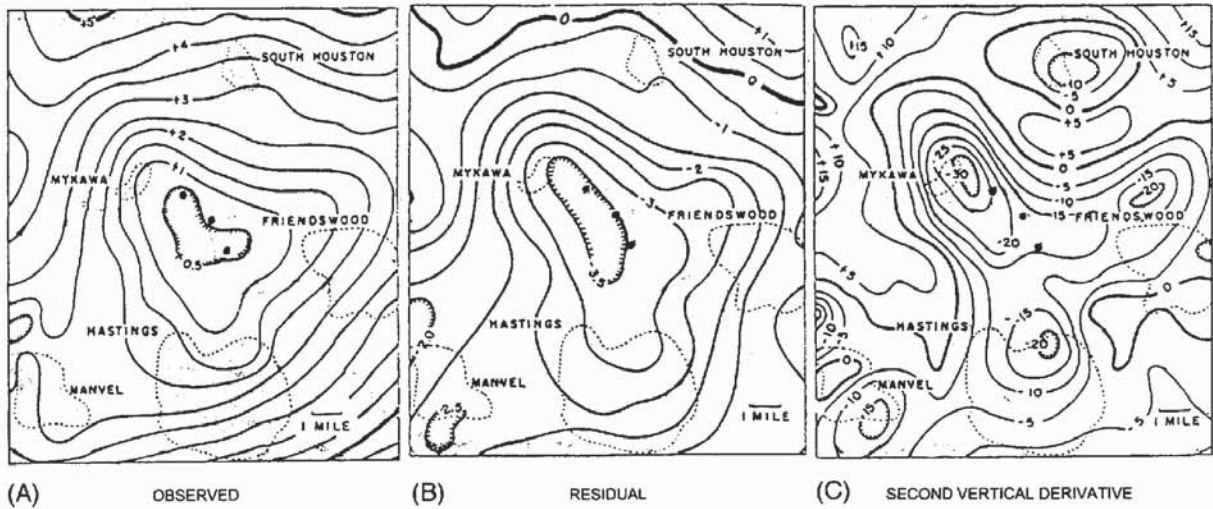 +5
+4
SOUTH HOUSTON
+3
+2
+1
MYKAWA
FRIENDSWOOD
HASTINGS
MANVEL
1 MILE
(A) OBSERVED
0
+1
SOUTH HOUSTON
0
-1
MYKAWA
-2
-3
FRIENDSWOOD
-3.5
HASTINGS
-2.0
MANVEL
-2.5
1 MILE
(B) RESIDUAL
+15
+10
+15
SOUTH HOUSTON
+5
-10
-5
0
+5
+10
-25
+5
-30
MYKAWA
+15
0
-5
-10
-15
-20
-15
FRIENDSWOOD
-20
+5
0
-15
HASTINGS
-10
-5
-20
0
MANVEL
-10
-10
-15
-5
-5
1 MILE
(C) SECOND VERTICAL DERIVATIVE